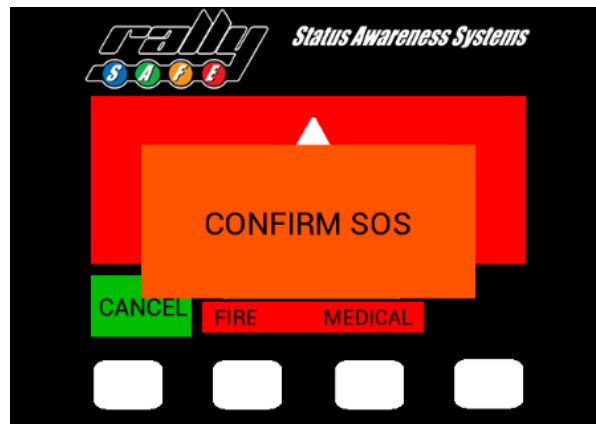 rally
SAFE
Status Awareness Systems
CONFIRM SOS
CANCEL
FIRE MEDICAL